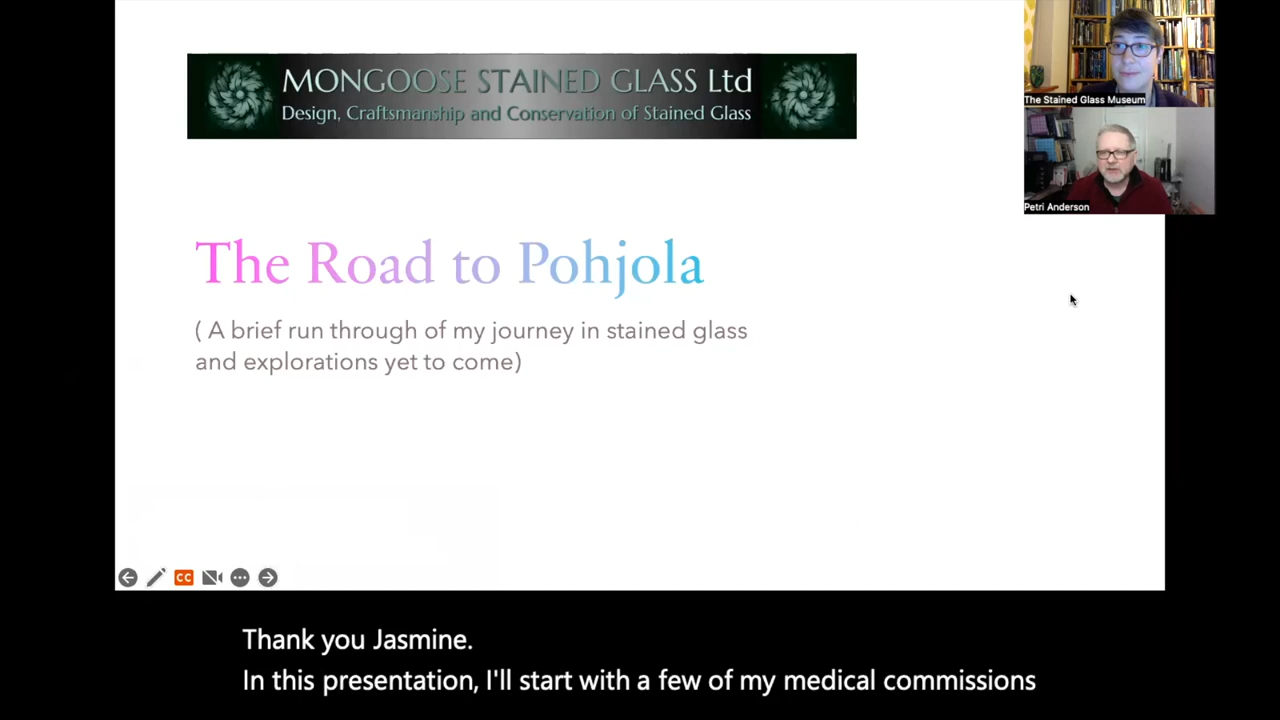 MONGOOSE STAINED GLASS Ltd
Design, Craftsmanship and Conservation of Stained Glass
The Stained Glass Museum
Petri Anderson
The Road to Pohjola
( A brief run through of my journey in stained glass
and explorations yet to come)
CC
Thank you Jasmine.
In this presentation, I'll start with a few of my medical commissions